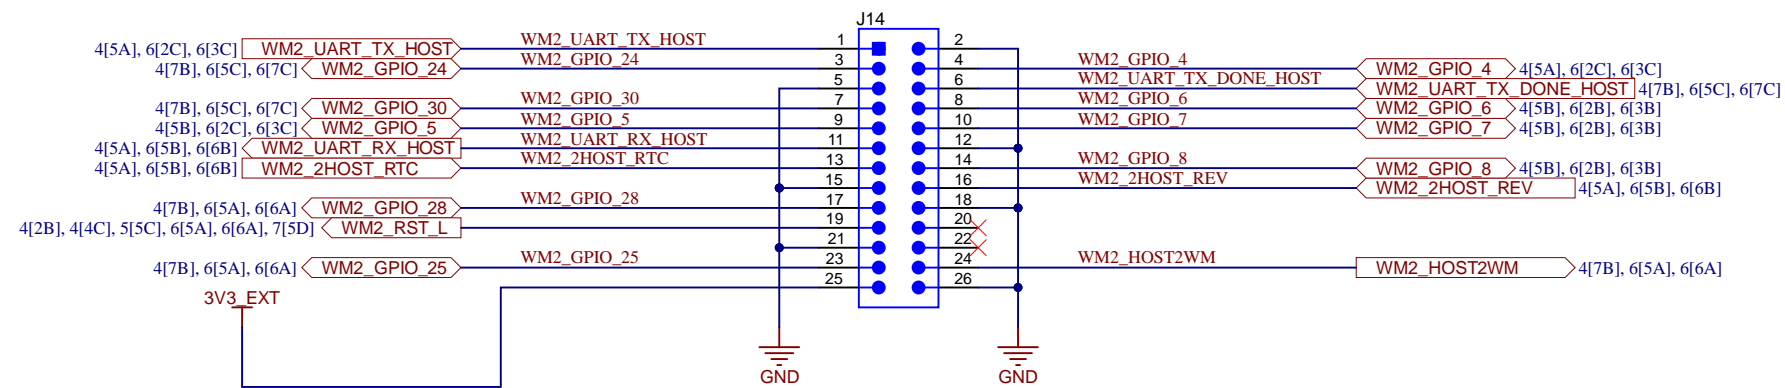 J14
4[5A], 6[2C], 6[3C] WM2_UART_TX_HOST WM2_UART_TX_HOST 1 2
4[7B], 6[5C], 6[7C] WM2_GPIO_24 WM2_GPIO_24 3 4 WM2_GPIO_4 WM2_GPIO_4 4[5A], 6[2C], 6[3C]
5 6 WM2_UART_TX_DONE_HOST WM2_UART_TX_DONE_HOST 4[7B], 6[5C], 6[7C]
4[7B], 6[5C], 6[7C] WM2_GPIO_30 WM2_GPIO_30 7 8 WM2_GPIO_6 WM2_GPIO_6 4[5B], 6[2B], 6[3B]
4[5B], 6[2C], 6[3C] WM2_GPIO_5 WM2_GPIO_5 9 10 WM2_GPIO_7 WM2_GPIO_7 4[5B], 6[2B], 6[3B]
4[5A], 6[5B], 6[6B] WM2_UART_RX_HOST WM2_UART_RX_HOST 11 12
4[5A], 6[5B], 6[6B] WM2_2HOST_RTC WM2_2HOST_RTC 13 14 WM2_GPIO_8 WM2_GPIO_8 4[5B], 6[2B], 6[3B]
15 16 WM2_2HOST_REV WM2_2HOST_REV 4[5A], 6[5B], 6[6B]
4[7B], 6[5A], 6[6A] WM2_GPIO_28 WM2_GPIO_28 17 18
4[2B], 4[4C], 5[5C], 6[5A], 6[6A], 7[5D] WM2_RST_L 19 20
21 22
4[7B], 6[5A], 6[6A] WM2_GPIO_25 WM2_GPIO_25 23 24 WM2_HOST2WM WM2_HOST2WM 4[7B], 6[5A], 6[6A]
25 26
3V3_EXT
GND GND